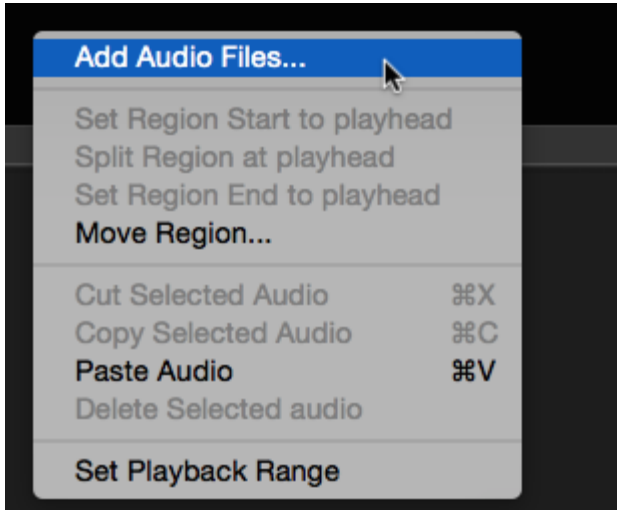 Add Audio Files...
Set Region Start to playhead
Split Region at playhead
Set Region End to playhead
Move Region...
Cut Selected Audio ⌘X
Copy Selected Audio ⌘C
Paste Audio ⌘V
Delete Selected audio
Set Playback Range